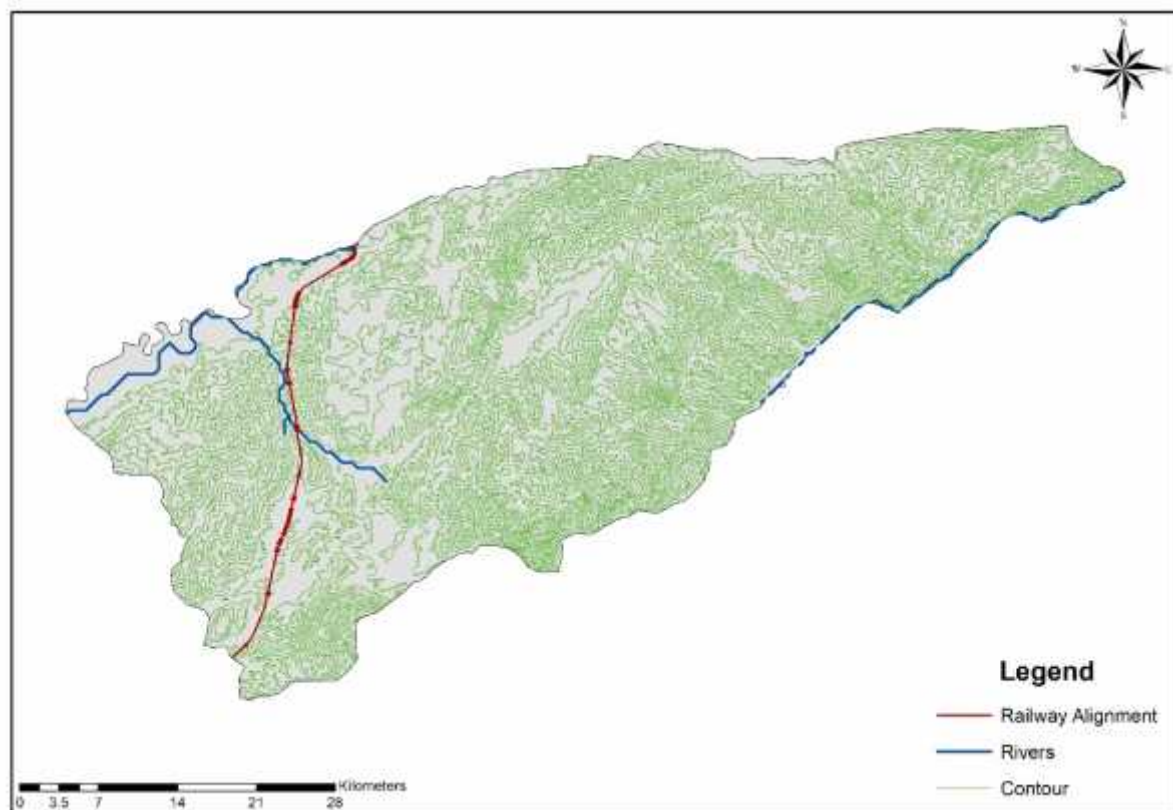 N
W
S
Legend
Railway Alignment
Rivers
Contour
Kilometers
0 3.5 7 14 21 28